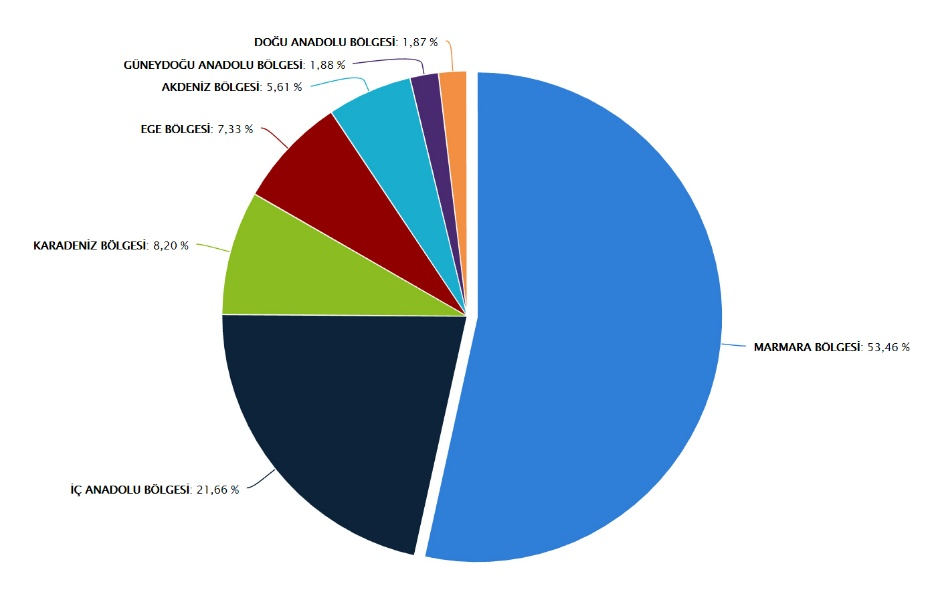 DOĞU ANADOLU BÖLGESİ: 1,87 %
GÜNEYDOĞU ANADOLU BÖLGESİ: 1,88 %
AKDENİZ BÖLGESİ: 5,61 %
EGE BÖLGESİ: 7,33 %
KARADENİZ BÖLGESİ: 8,20 %
MARMARA BÖLGESİ: 53,46 %
İÇ ANADOLU BÖLGESİ: 21,66 %